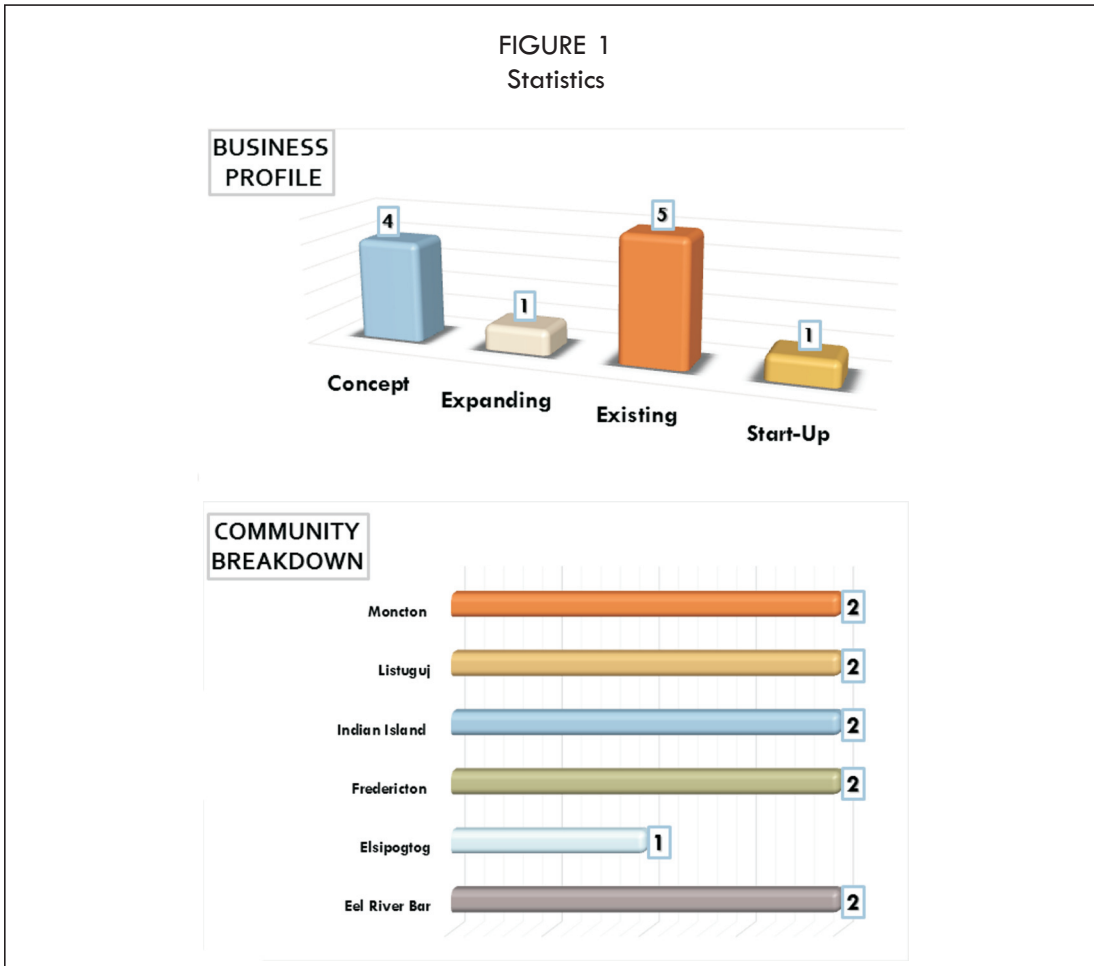 FIGURE 1
Statistics
BUSINESS
PROFILE
4
1
5
1
Concept
Expanding
Existing
Start-Up
COMMUNITY
BREAKDOWN
Moncton
2
Listuguj
2
Indian Island
2
Fredericton
2
Elsipogtog
1
Eel River Bar
2